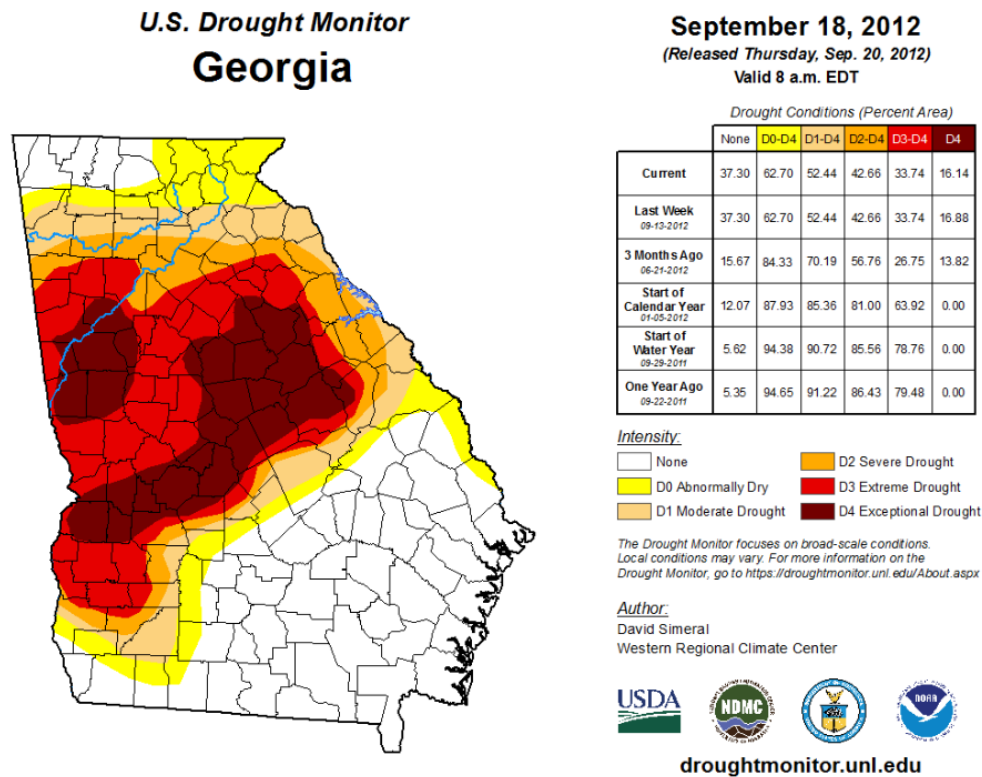 U.S. Drought Monitor
Georgia
September 18, 2012
(Released Thursday, Sep. 20, 2012)
Valid 8 a.m. EDT
Drought Conditions (Percent Area)
None D0-D4 D1-D4 D2-D4 D3-D4 D4
Current 37.30 62.70 52.44 42.66 33.74 16.14
Last Week
09-13-2012 37.30 62.70 52.44 42.66 33.74 16.88
3 Months Ago
06-21-2012 15.67 84.33 70.19 56.76 26.75 13.82
Start of
Calendar Year
01-05-2012 12.07 87.93 85.36 81.00 63.92 0.00
Start of
Water Year
09-29-2011 5.62 94.38 90.72 85.56 78.76 0.00
One Year Ago
09-22-2011 5.35 94.65 91.22 86.43 79.48 0.00
Intensity:
None
D0 Abnormally Dry
D1 Moderate Drought
D2 Severe Drought
D3 Extreme Drought
D4 Exceptional Drought
The Drought Monitor focuses on broad-scale conditions.
Local conditions may vary. For more information on the
Drought Monitor, go to https://droughtmonitor.unl.edu/About.aspx
Author:
David Simeral
Western Regional Climate Center
USDA
NDMC
NOAA
droughtmonitor.unl.edu